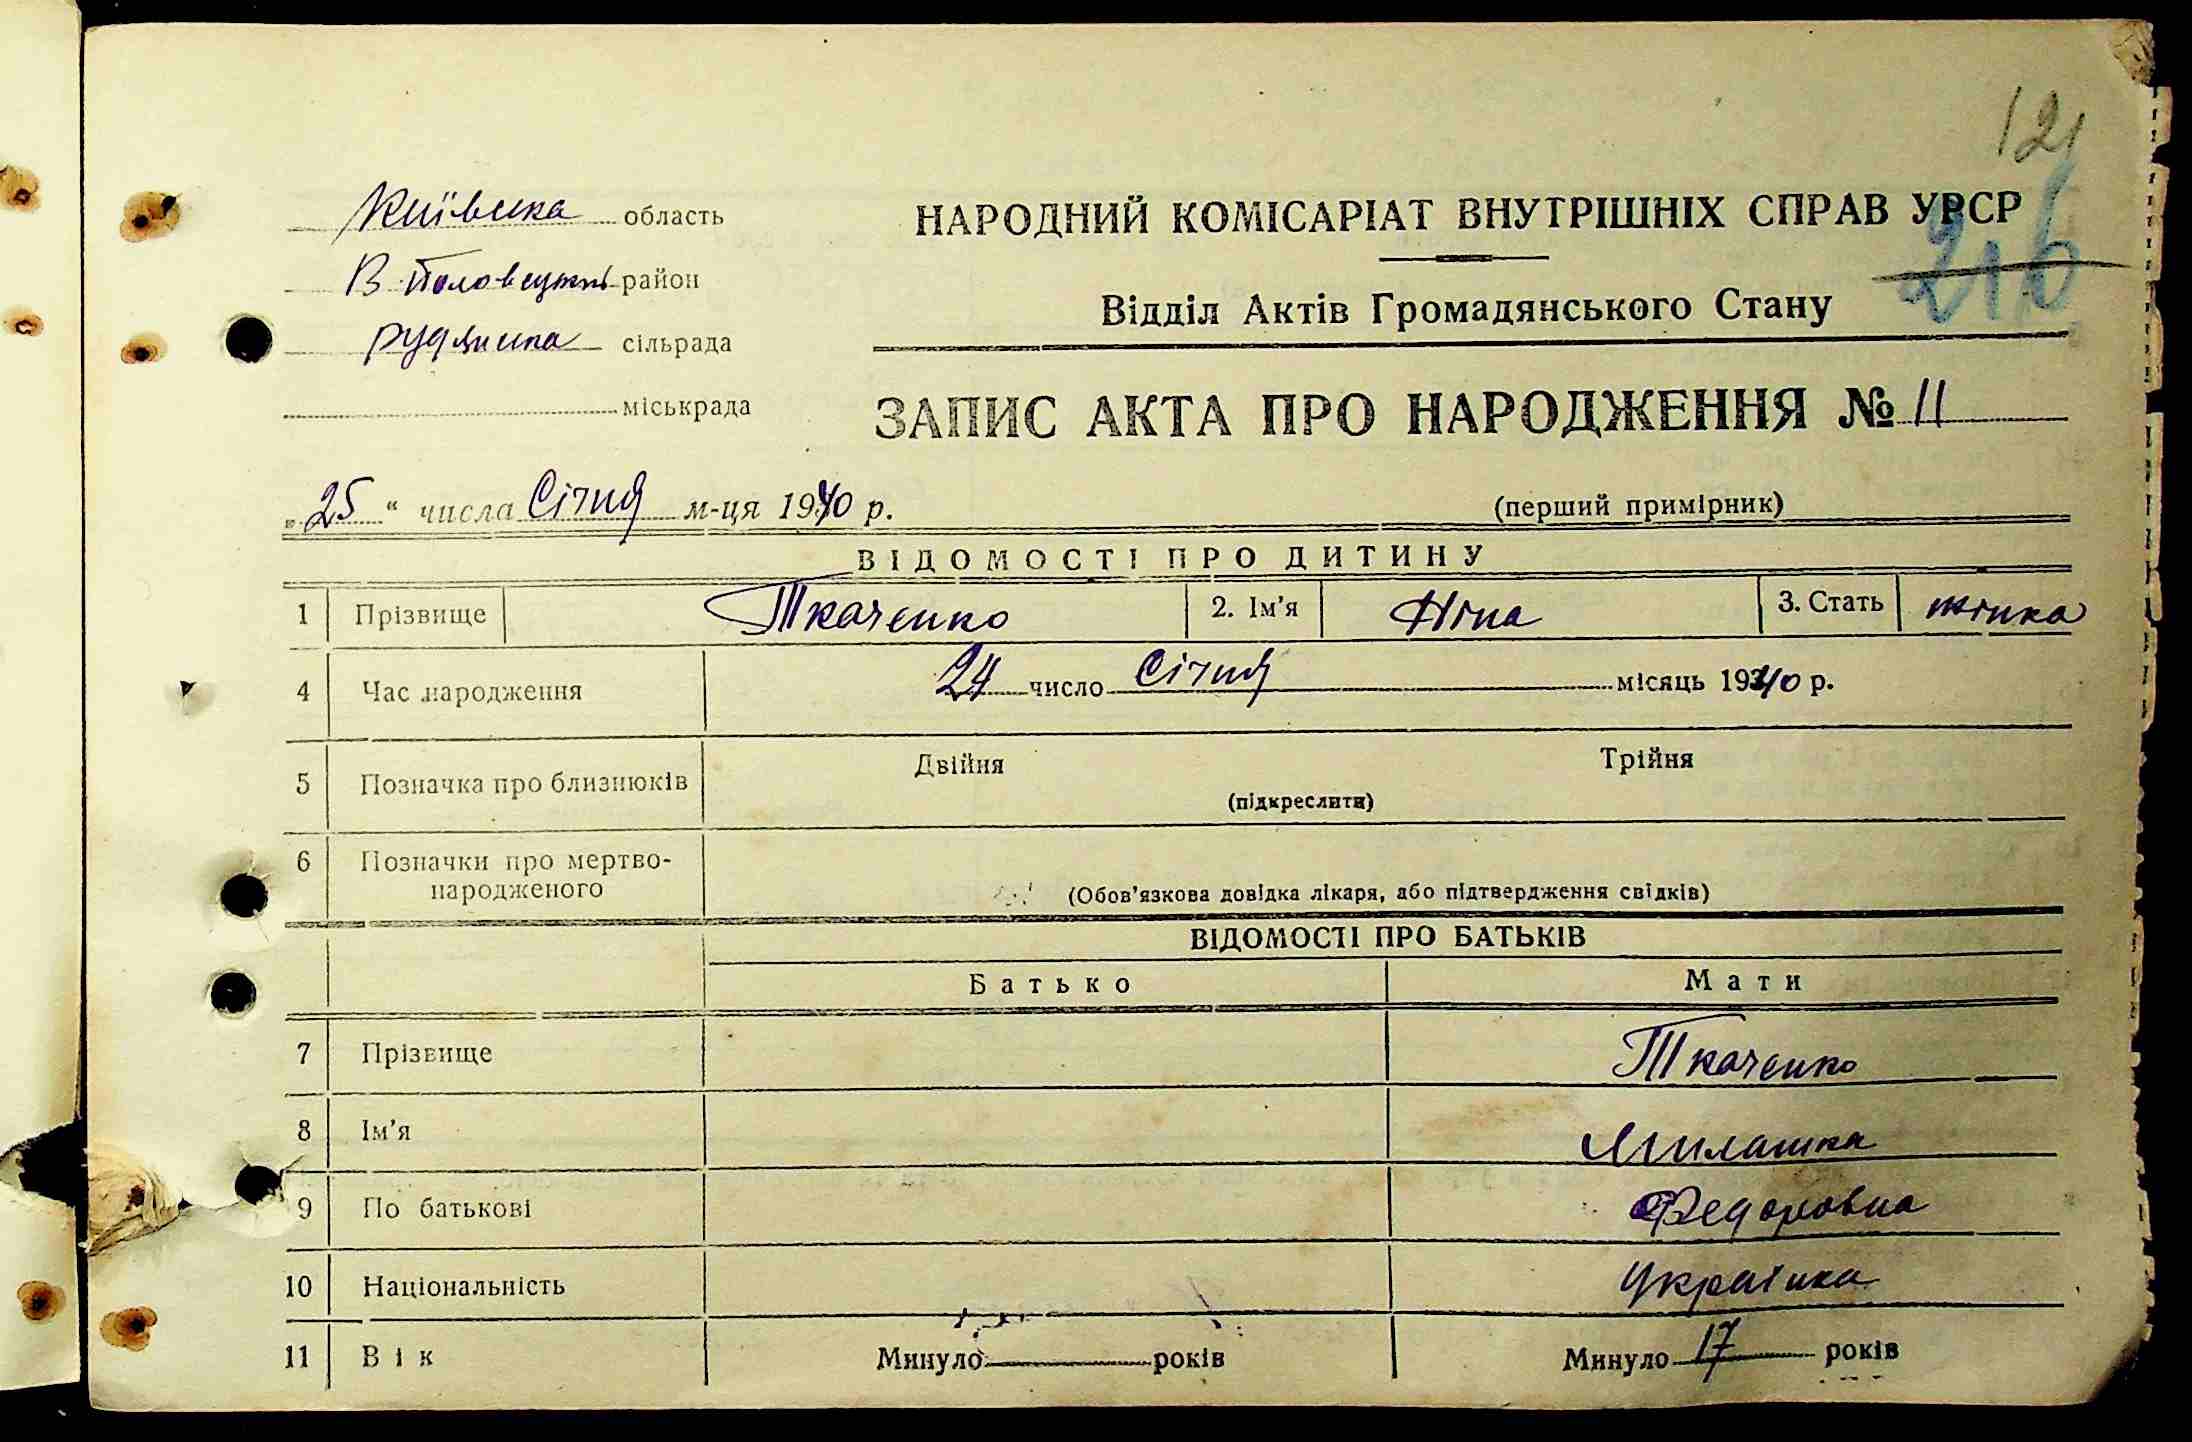 121
216
Київська область
В. Половецький район
Рудянська сільрада
міськрада
НАРОДНИЙ КОМІСАРІАТ ВНУТРІШНІХ СПРАВ УРСР
Відділ Актів Громадянського Стану
ЗАПИС АКТА ПРО НАРОДЖЕННЯ № 11
„25" числа Січня м-ця 1940 р.
(перший примірник)
ВІДОМОСТІ ПРО ДИТИНУ
1 Прізвище Ткаченко 2. Ім'я Ніна 3. Стать жінка
4 Час народження 24 число Січня місяць 1940 р.
5 Позначка про близнюків Двійня Трійня
(підкреслити)
6 Позначки про мертво-
народженого
(Обов'язкова довідка лікаря, або підтвердження свідків)
ВІДОМОСТІ ПРО БАТЬКІВ
Батько Мати
7 Прізвище Ткаченко
8 Ім'я Милашка
9 По батькові Федоровна
10 Національність Українка
11 Вік Минуло років Минуло 17 років